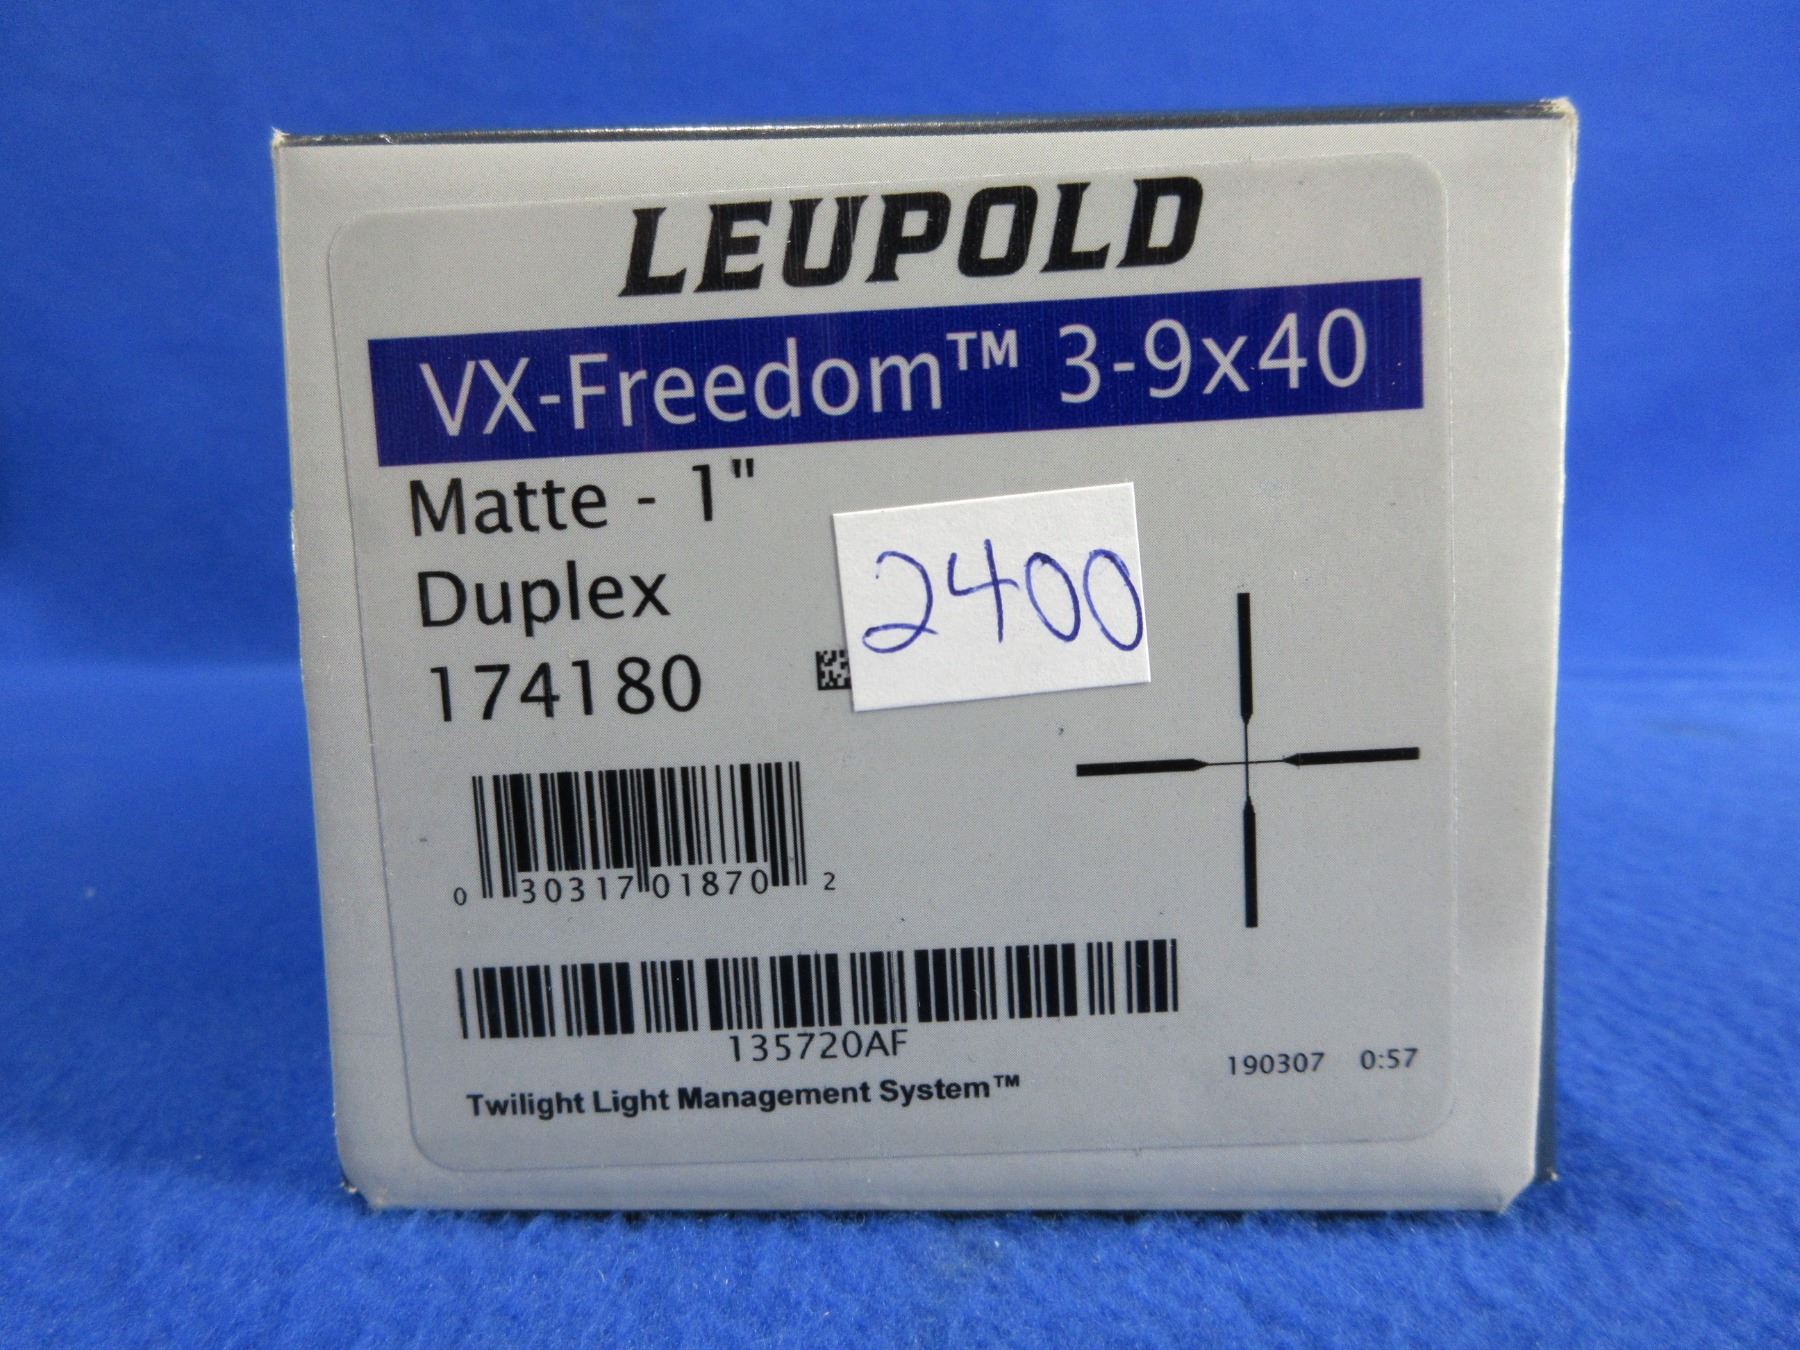 LEUPOLD
VX-Freedom™ 3-9x40
Matte - 1"
Duplex
2400
174180
0 30317 01870 2
135720AF
190307 0:57
Twilight Light Management System™